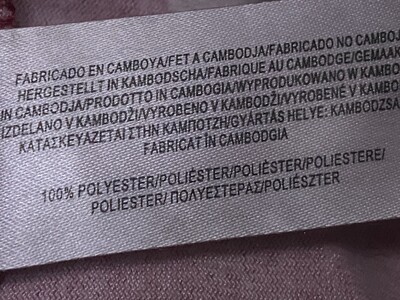 FABRICADO EN CAMBOYA/FET A CAMBODJA/FABRICADO NO CAMBO
HERGESTELLT IN KAMBODSCHA/FABRIQUE AU CAMBODGE/GEMAAK
IN CAMBODJA/PRODOTTO IN CAMBOGIA/WYPRODUKOWANO W KAMBO
IZDELANO V KAMBODŽI/VYROBENO V KAMBODŽI/VYROBENÉ V KAMBOD
ΚΑΤΑΣΚΕΥΑΖΕΤΑΙ ΣΤΗΝ ΚΑΜΠΟΤΖΗ/GYÁRTÁS HELYE: KAMBODZSA
FABRICAT ÎN CAMBODGIA
100% POLYESTER/POLIÉSTER/POLIÈSTER/POLIESTERE/
POLYESTER/ ΠΟΛΥΕΣΤΕΡΑΣ/POLIÉSZTER